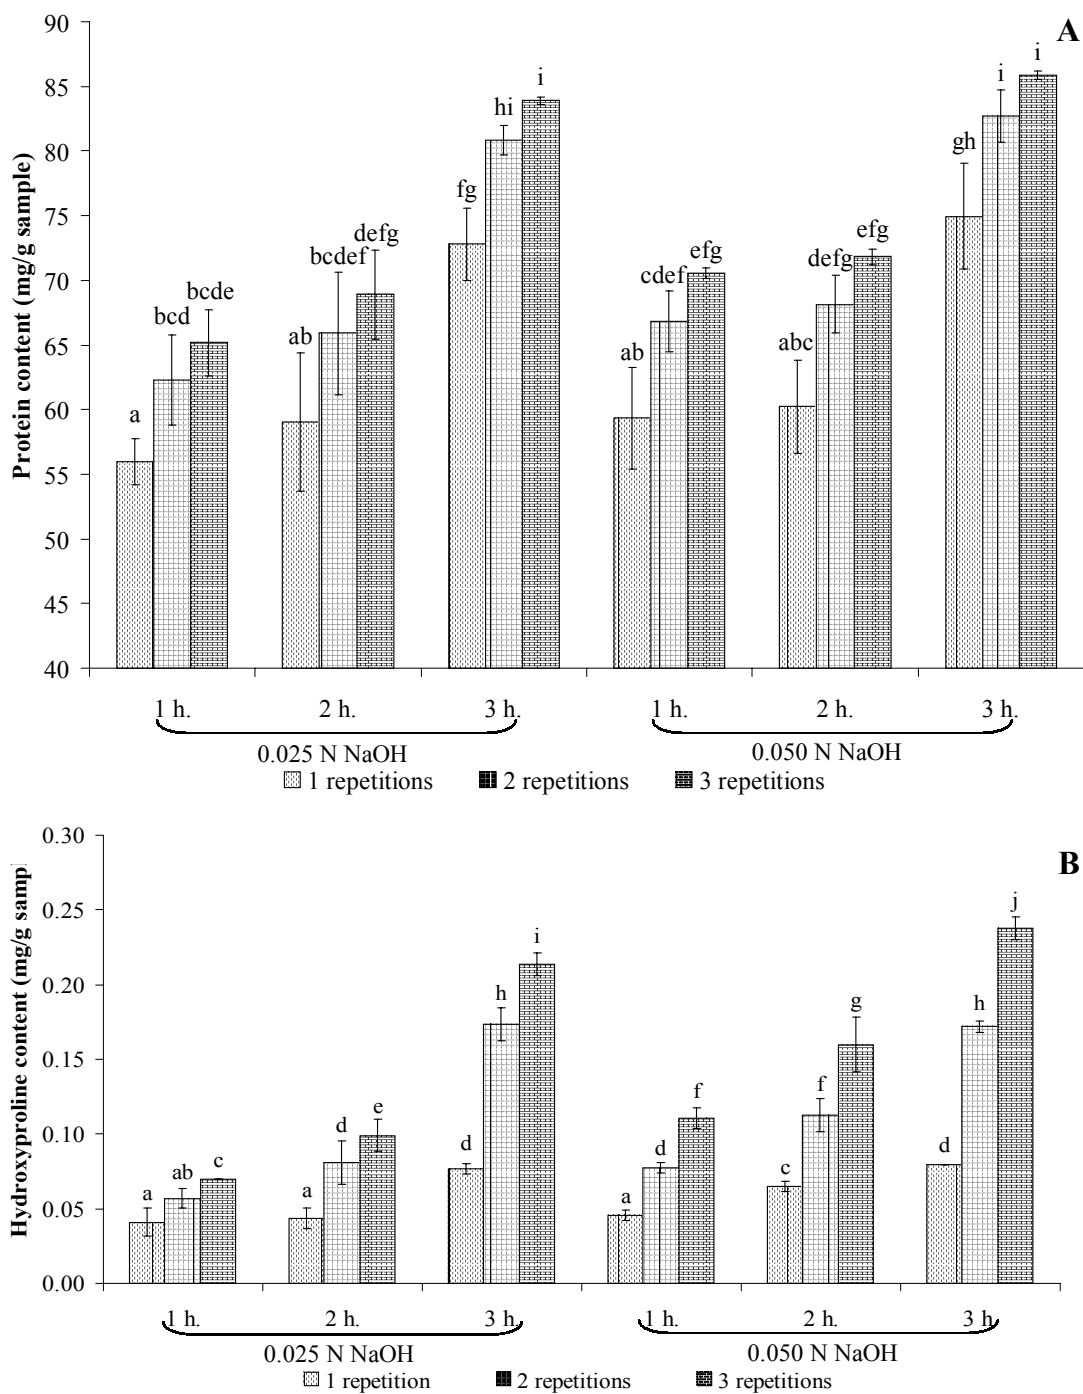 A
90
85
80
75
70
65
60
55
50
45
40
Protein content (mg/g sample)
a bcd bcde ab bcdef defg fg hi i ab cdef efg abc defg efg gh i i
1 h. 2 h. 3 h. 1 h. 2 h. 3 h.
0.025 N NaOH 0.050 N NaOH
1 repetitions 2 repetitions 3 repetitions
B
0.30
0.25
0.20
0.15
0.10
0.05
0.00
Hydroxyproline content (mg/g sampl
a ab c a d e d h i a d f c f g d h j
1 h. 2 h. 3 h. 1 h. 2 h. 3 h
0.025 N NaOH 0.050 N NaOH
1 repetition 2 repetitions 3 repetitions